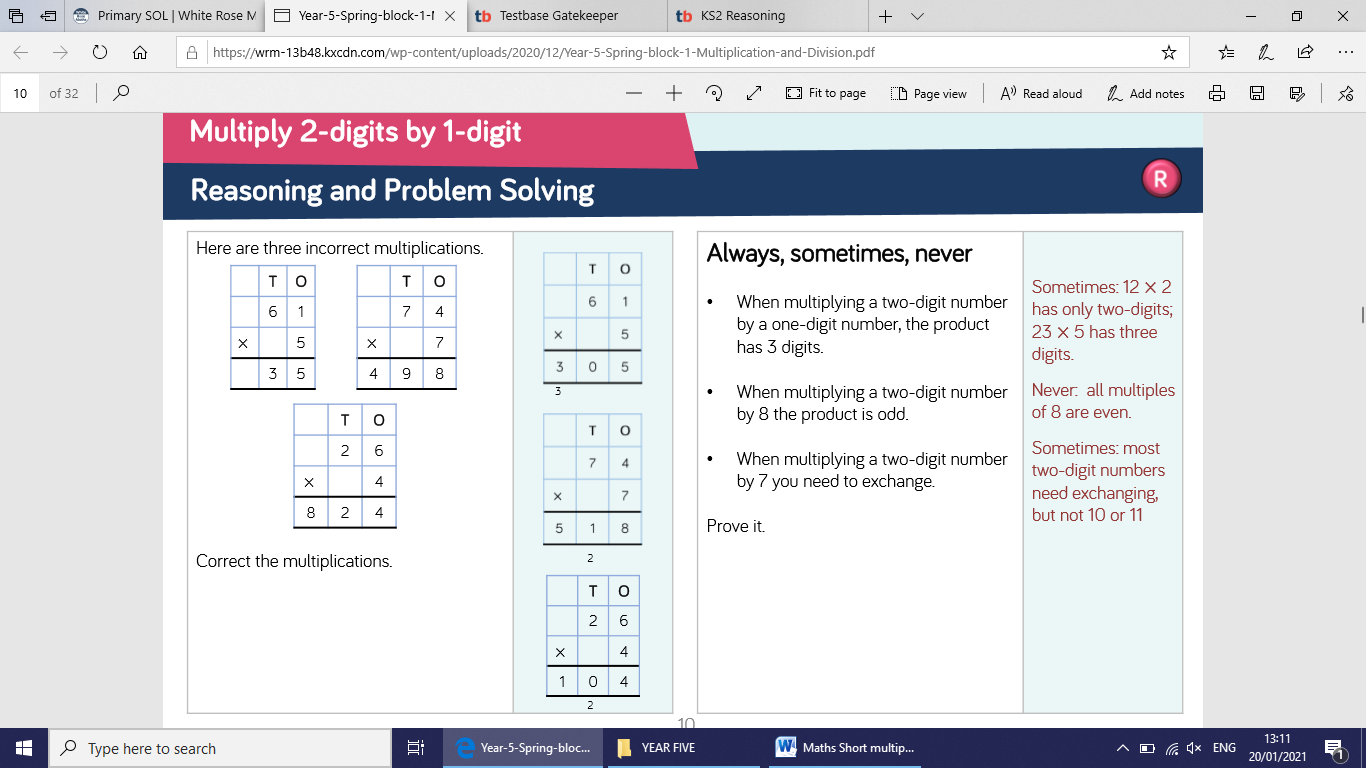 Primary SOL | White Rose M
Year-5-Spring-block-1-M
tb Testbase Gatekeeper
tb KS2 Reasoning
https://wrm-13b48.kxcdn.com/wp-content/uploads/2020/12/Year-5-Spring-block-1-Multiplication-and-Division.pdf
10 of 32
Fit to page
Page view
Read aloud
Add notes
Multiply 2-digits by 1-digit
Reasoning and Problem Solving
R
Here are three incorrect multiplications.
T O
6 1
× 5
3 5
T O
7 4
× 7
4 9 8
T O
2 6
× 4
8 2 4
Correct the multiplications.
T O
6 1
× 5
3 0 5
3
T O
7 4
× 7
5 1 8
2
T O
2 6
× 4
1 0 4
2
Always, sometimes, never
• When multiplying a two-digit number
by a one-digit number, the product
has 3 digits.
• When multiplying a two-digit number
by 8 the product is odd.
• When multiplying a two-digit number
by 7 you need to exchange.
Prove it.
Sometimes: 12 × 2
has only two-digits;
23 × 5 has three
digits.
Never: all multiples
of 8 are even.
Sometimes: most
two-digit numbers
need exchanging,
but not 10 or 11
10
Type here to search
Year-5-Spring-bloc...
YEAR FIVE
Maths Short multip...
ENG
13:11
20/01/2021
1